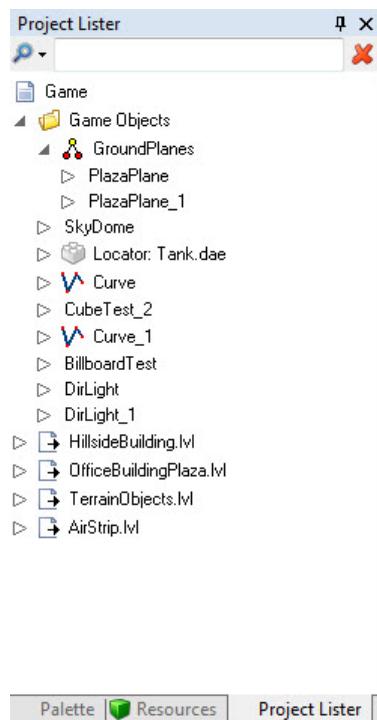 Project Lister
Game
Game Objects
GroundPlanes
PlazaPlane
PlazaPlane_1
SkyDome
Locator: Tank.dae
Curve
CubeTest_2
Curve_1
BillboardTest
DirLight
DirLight_1
HillsideBuilding.lvl
OfficeBuildingPlaza.lvl
TerrainObjects.lvl
AirStrip.lvl
Palette Resources Project Lister